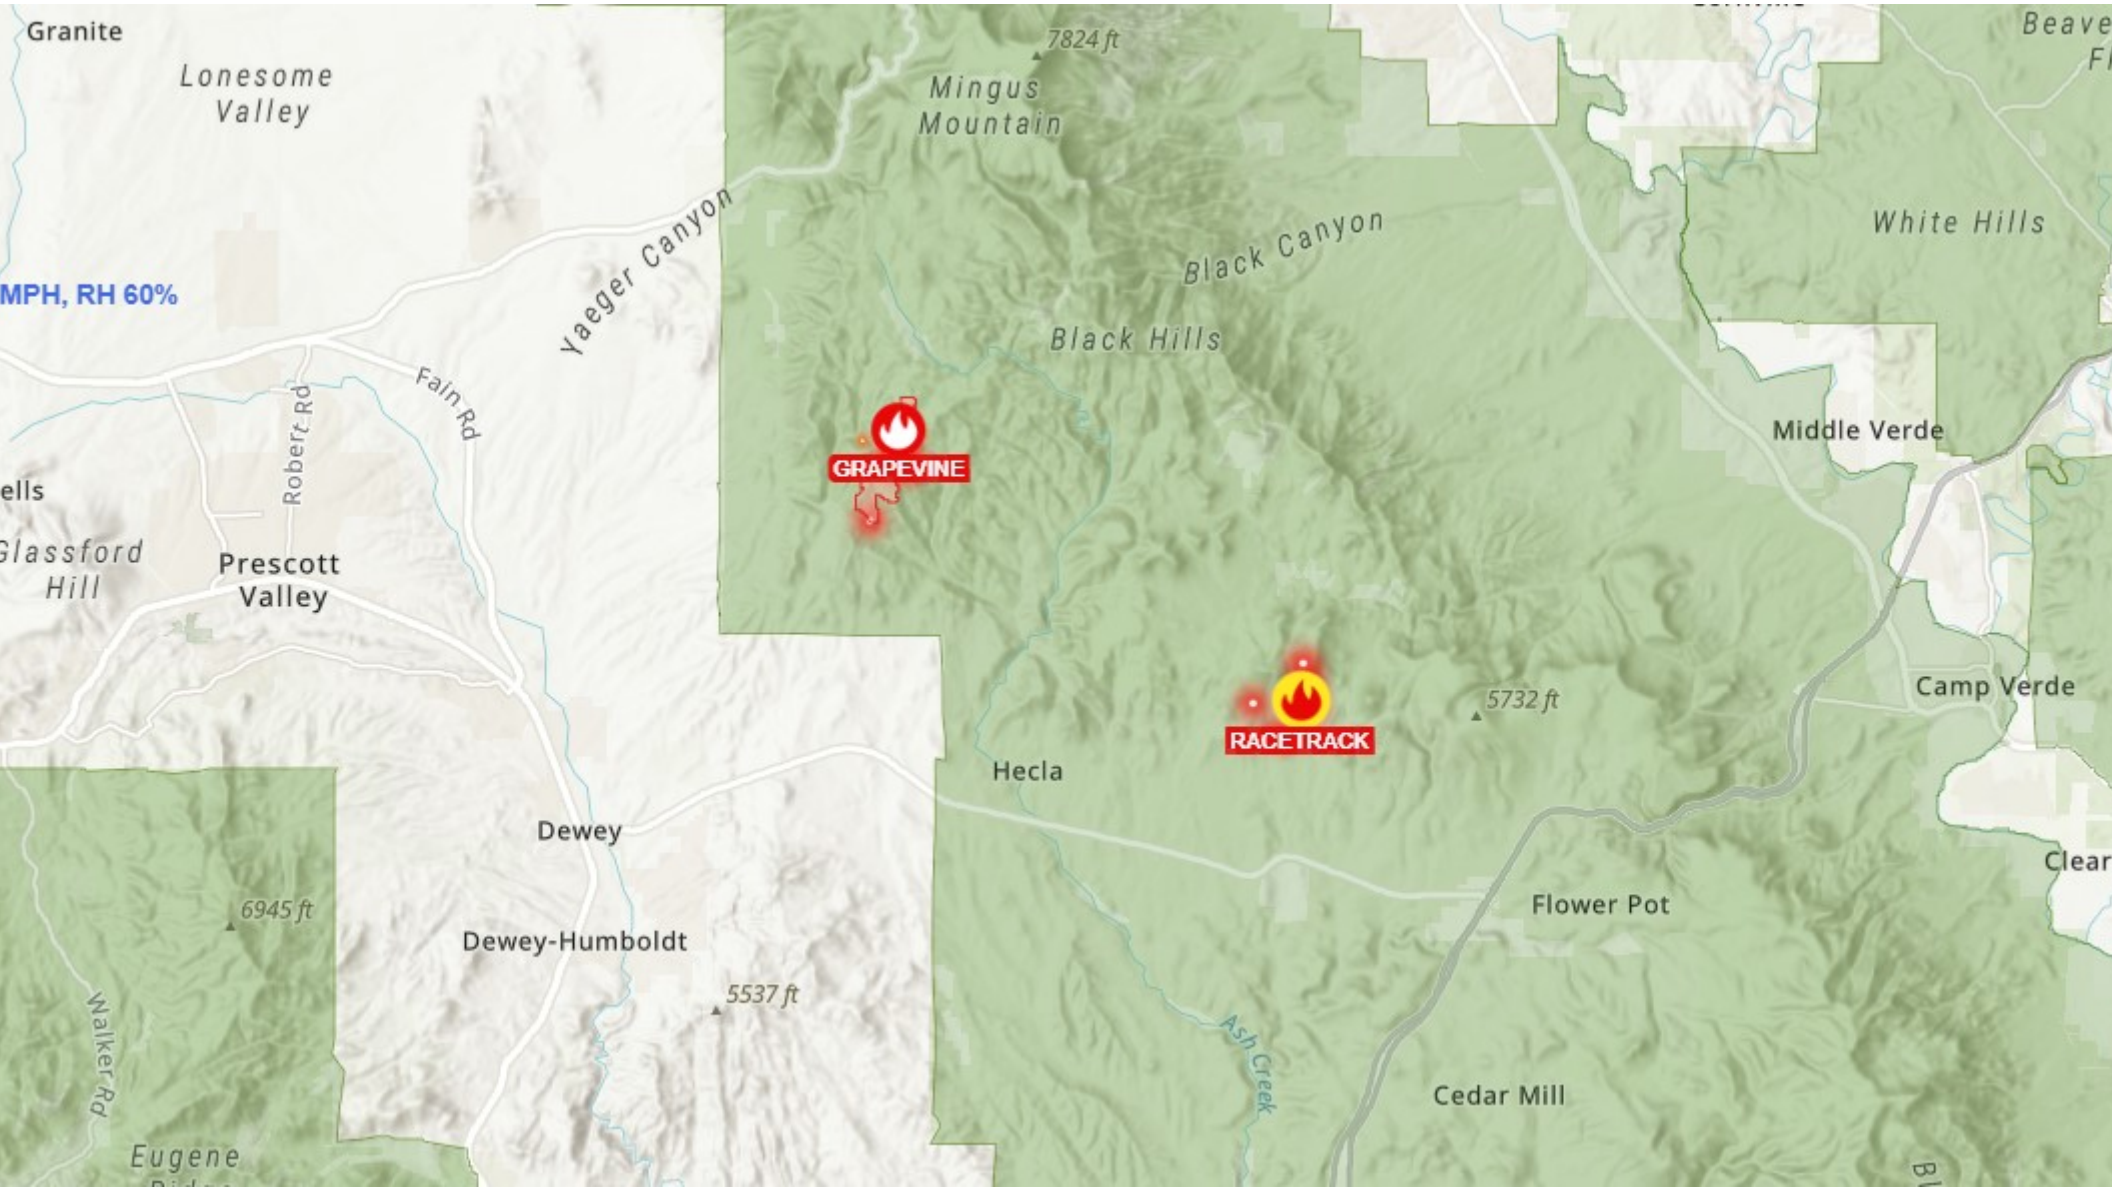 Granite
Lonesome
Valley
7824 ft
Mingus
Mountain
Beave
Fl
White Hills
Yaeger Canyon
Black Canyon
MPH, RH 60%
Black Hills
Fain Rd
Robert Rd
Middle Verde
GRAPEVINE
ells
Glassford
Hill
Prescott
Valley
5732 ft
Camp Verde
RACETRACK
Hecla
Dewey
Clear
6945 ft
Flower Pot
Dewey-Humboldt
5537 ft
Walker Rd
Ash Creek
Cedar Mill
Eugene
Bl